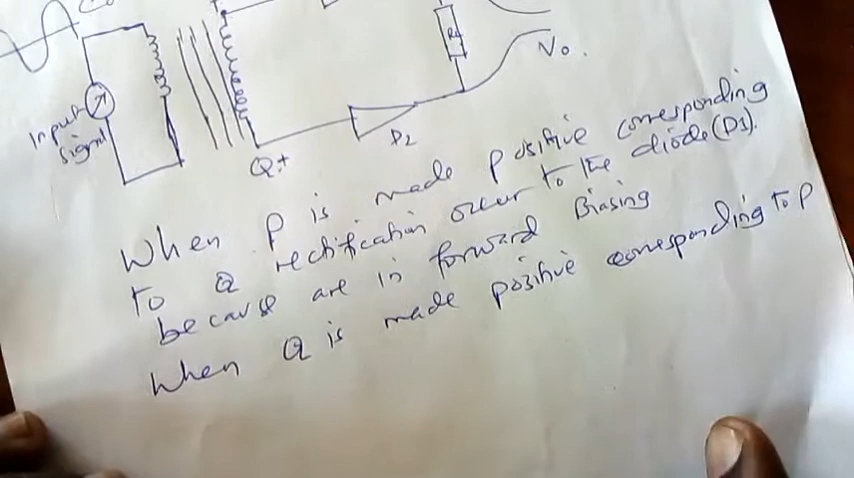 Input
signal
RL
Vo.
D2
Q+
When P is made positive corresponding
to Q rectification occur to the diode (D1).
because are in forward Biasing
When Q is made positive corresponding to P